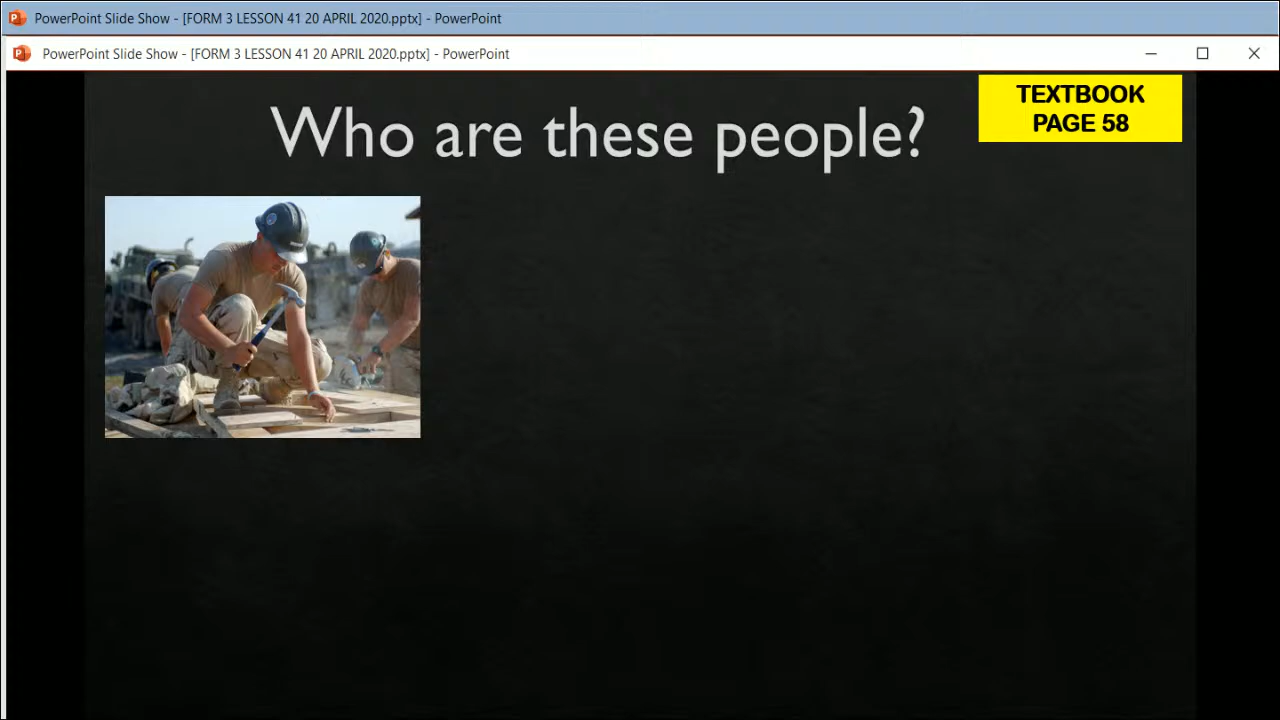 PowerPoint Slide Show - [FORM 3 LESSON 41 20 APRIL 2020.pptx] - PowerPoint
PowerPoint Slide Show - [FORM 3 LESSON 41 20 APRIL 2020.pptx] - PowerPoint
Who are these people?
TEXTBOOK
PAGE 58